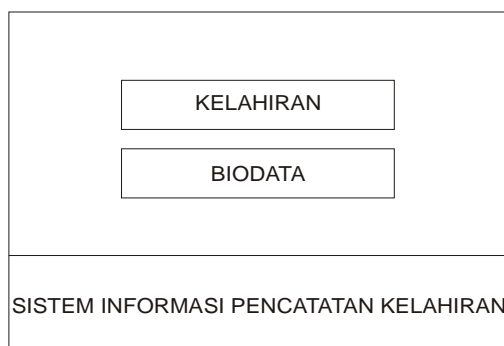 KELAHIRAN
BIODATA
SISTEM INFORMASI PENCATATAN KELAHIRAN